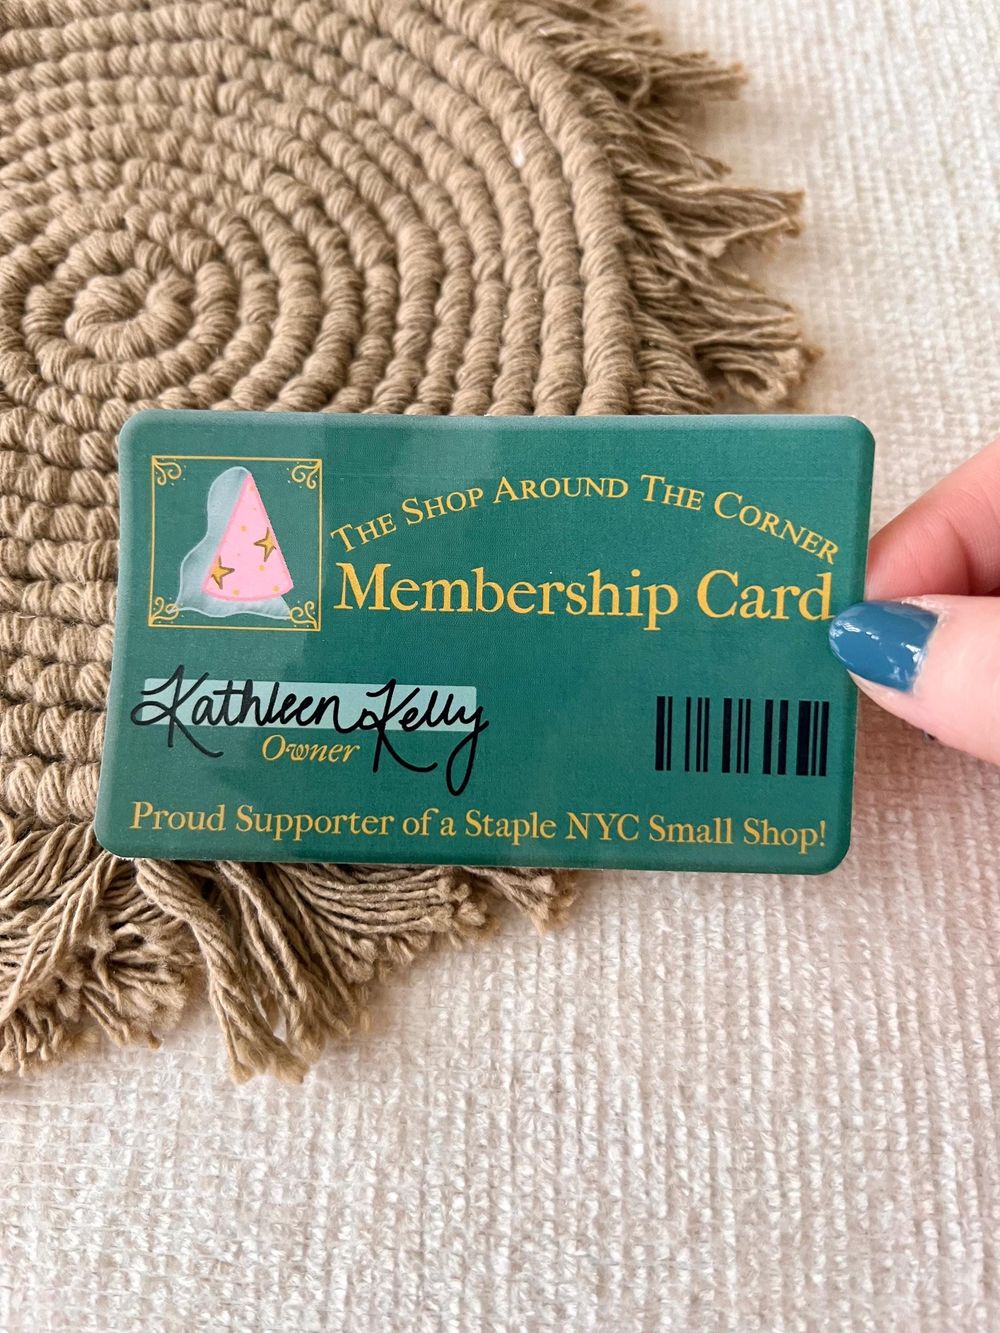 The Shop Around The Corner
Membership Card
Kathleen Kelly
Owner
Proud Supporter of a Staple NYC Small Shop!